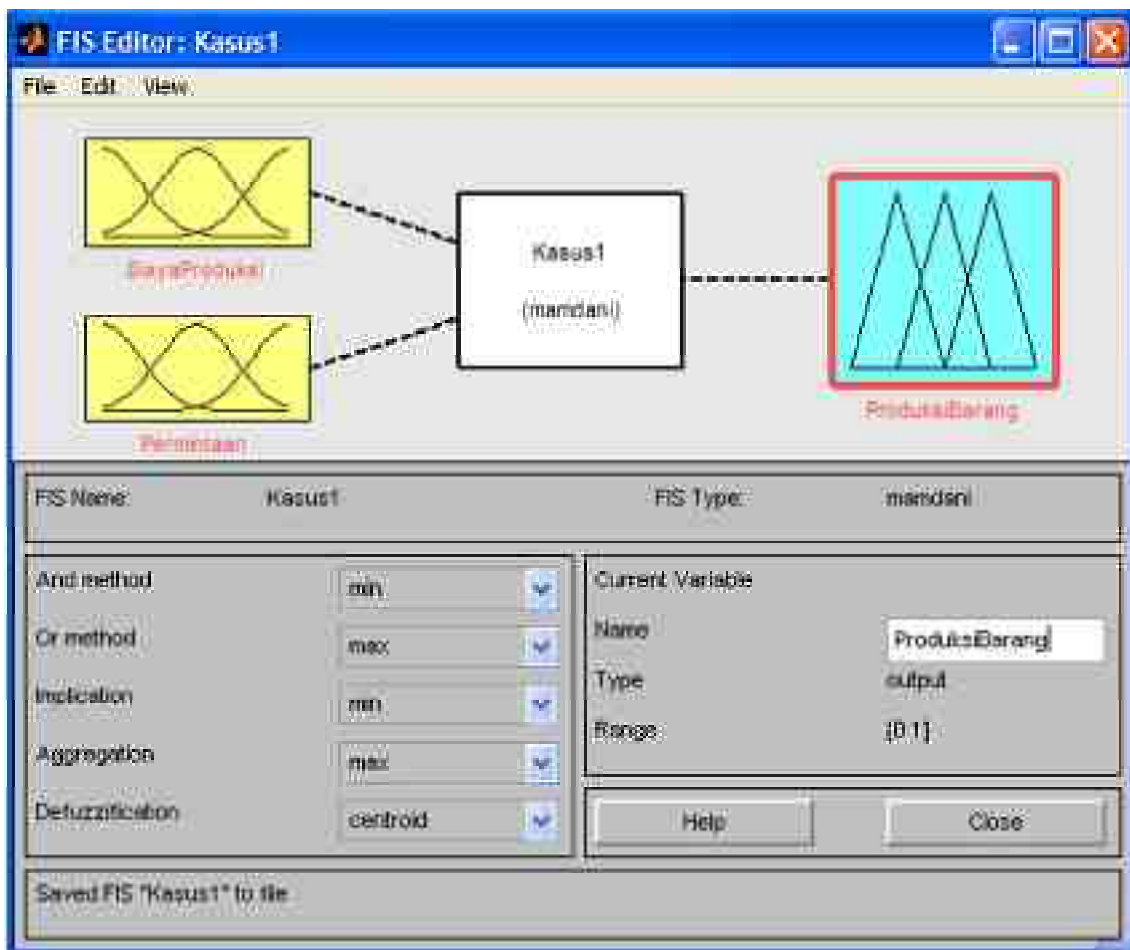 FIS Editor: Kasus1
File Edit View
BiayaProduksi
Kasus1
(mamdani)
Permintaan
ProduksiBarang
FIS Name: Kasus1 FIS Type: mamdani
And method min
Or method max
Implication min
Aggregation max
Defuzzification centroid
Current Variable
Name ProduksiBarang
Type output
Range [0 1]
Help Close
Saved FIS "Kasus1" to file